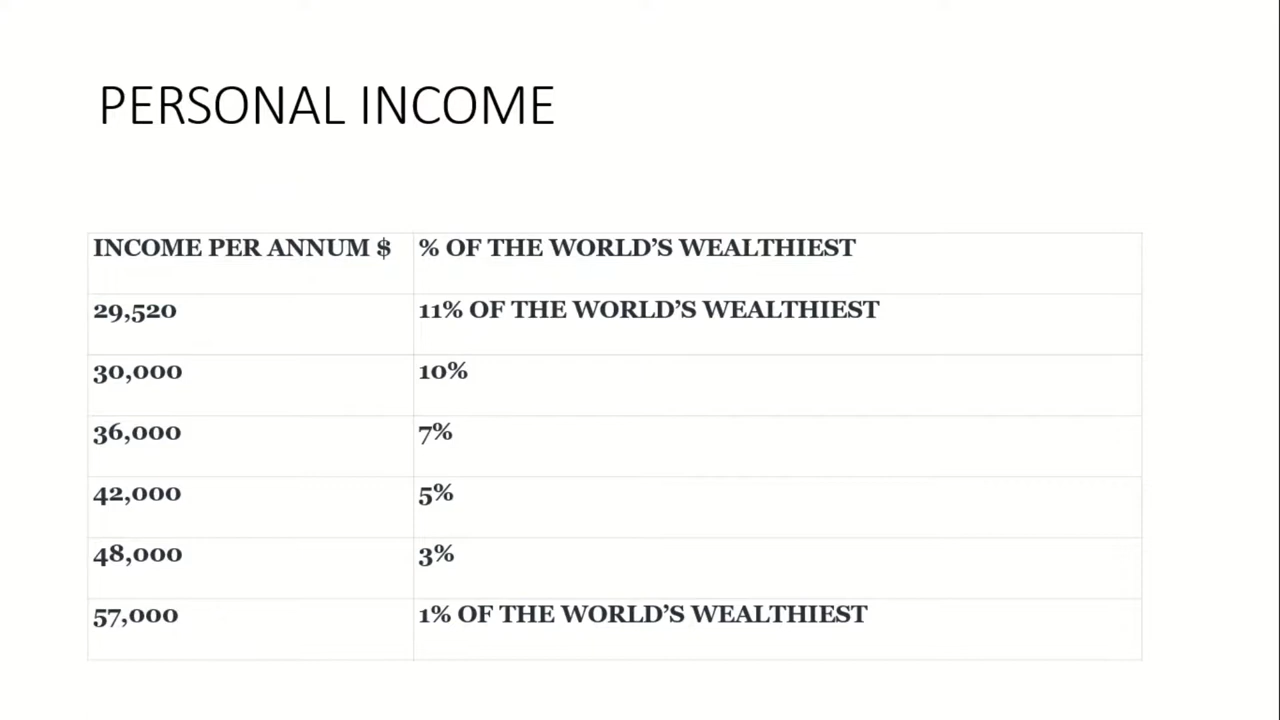 PERSONAL INCOME
INCOME PER ANNUM $ % OF THE WORLD’S WEALTHIEST
29,520 11% OF THE WORLD’S WEALTHIEST
30,000 10%
36,000 7%
42,000 5%
48,000 3%
57,000 1% OF THE WORLD’S WEALTHIEST